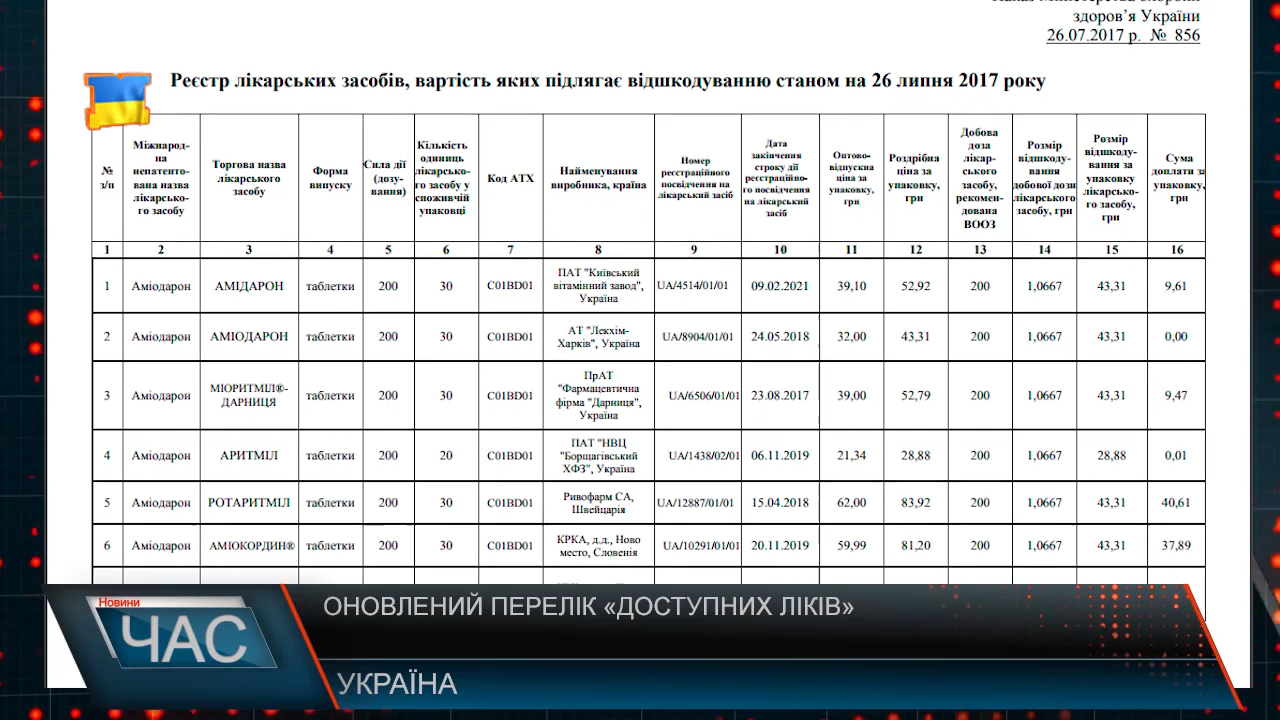 здоров’я України
26.07.2017 р. № 856
Реєстр лікарських засобів, вартість яких підлягає відшкодуванню станом на 26 липня 2017 року
№ з/п | Міжнарод-на непатенто-вана назва лікарсько-го засобу | Торгова назва лікарського засобу | Форма випуску | Сила дії (дозу-вання) | Кількість одиниць лікарсько-го засобу у споживчій упаковці | Код АТХ | Найменування виробника, країна | Номер реєстраційного посвідчення на лікарський засіб | Дата закінчення строку дії реєстраційно-го посвідчення на лікарський засіб | Оптово-відпускна ціна за упаковку, грн | Роздрібна ціна за упаковку, грн | Добова доза лікар-ського засобу, рекомен-дована ВООЗ | Розмір відшкоду-вання добової дози лікарського засобу, грн | Розмір відшкоду-вання за упаковку лікарсько-го засобу, грн | Сума доплати за упаковку, грн
1 | 2 | 3 | 4 | 5 | 6 | 7 | 8 | 9 | 10 | 11 | 12 | 13 | 14 | 15 | 16
1 | Аміодарон | АМІДАРОН | таблетки | 200 | 30 | C01BD01 | ПАТ "Київський вітамінний завод", Україна | UA/4514/01/01 | 09.02.2021 | 39,10 | 52,92 | 200 | 1,0667 | 43,31 | 9,61
2 | Аміодарон | АМІОДАРОН | таблетки | 200 | 30 | C01BD01 | АТ "Лекхім-Харків", Україна | UA/8904/01/01 | 24.05.2018 | 32,00 | 43,31 | 200 | 1,0667 | 43,31 | 0,00
3 | Аміодарон | МІОРИТМІЛ®-ДАРНИЦЯ | таблетки | 200 | 30 | C01BD01 | ПрАТ "Фармацевтична фірма "Дарниця", Україна | UA/6506/01/01 | 23.08.2017 | 39,00 | 52,79 | 200 | 1,0667 | 43,31 | 9,47
4 | Аміодарон | АРИТМІЛ | таблетки | 200 | 20 | C01BD01 | ПАТ "НВЦ "Борщагівський ХФЗ", Україна | UA/1438/02/01 | 06.11.2019 | 21,34 | 28,88 | 200 | 1,0667 | 28,88 | 0,01
5 | Аміодарон | РОТАРИТМІЛ | таблетки | 200 | 30 | C01BD01 | Ривофарм СА, Швейцарія | UA/12887/01/01 | 15.04.2018 | 62,00 | 83,92 | 200 | 1,0667 | 43,31 | 40,61
6 | Аміодарон | АМІОКОРДИН® | таблетки | 200 | 30 | C01BD01 | КРКА, д.д., Ново место, Словенія | UA/10291/01/01 | 20.11.2019 | 59,99 | 81,20 | 200 | 1,0667 | 43,31 | 37,89
Новини
ЧАС
ОНОВЛЕНИЙ ПЕРЕЛІК «ДОСТУПНИХ ЛІКІВ»
УКРАЇНА